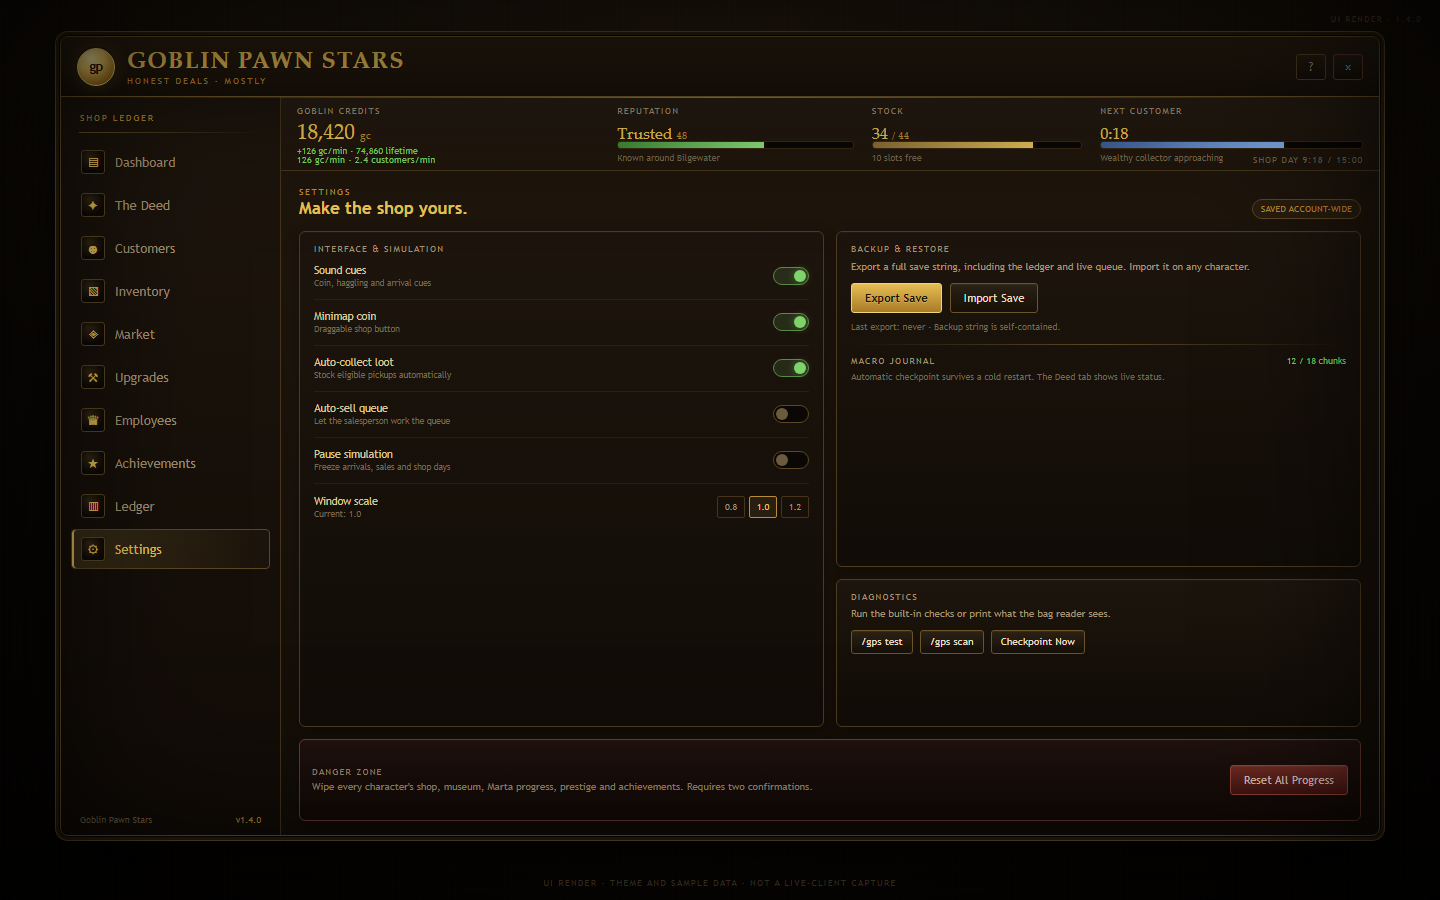 UI RENDER · 1.4.0
gp
GOBLIN PAWN STARS
HONEST DEALS · MOSTLY
?
x
SHOP LEDGER
Dashboard
The Deed
Customers
Inventory
Market
Upgrades
Employees
Achievements
Ledger
Settings
Goblin Pawn Stars
v1.4.0
GOBLIN CREDITS
18,420 gc
+126 gc/min · 74,860 lifetime
126 gc/min · 2.4 customers/min
REPUTATION
Trusted 48
Known around Bilgewater
STOCK
34 / 44
10 slots free
NEXT CUSTOMER
0:18
Wealthy collector approaching
SHOP DAY 9:18 / 15:00
SETTINGS
Make the shop yours.
SAVED ACCOUNT-WIDE
INTERFACE & SIMULATION
Sound cues
Coin, haggling and arrival cues
Minimap coin
Draggable shop button
Auto-collect loot
Stock eligible pickups automatically
Auto-sell queue
Let the salesperson work the queue
Pause simulation
Freeze arrivals, sales and shop days
Window scale
Current: 1.0
0.8
1.0
1.2
BACKUP & RESTORE
Export a full save string, including the ledger and live queue. Import it on any character.
Export Save
Import Save
Last export: never · Backup string is self-contained.
MACRO JOURNAL
12 / 18 chunks
Automatic checkpoint survives a cold restart. The Deed tab shows live status.
DIAGNOSTICS
Run the built-in checks or print what the bag reader sees.
/gps test
/gps scan
Checkpoint Now
DANGER ZONE
Wipe every character's shop, museum, Marta progress, prestige and achievements. Requires two confirmations.
Reset All Progress
UI RENDER · THEME AND SAMPLE DATA · NOT A LIVE-CLIENT CAPTURE